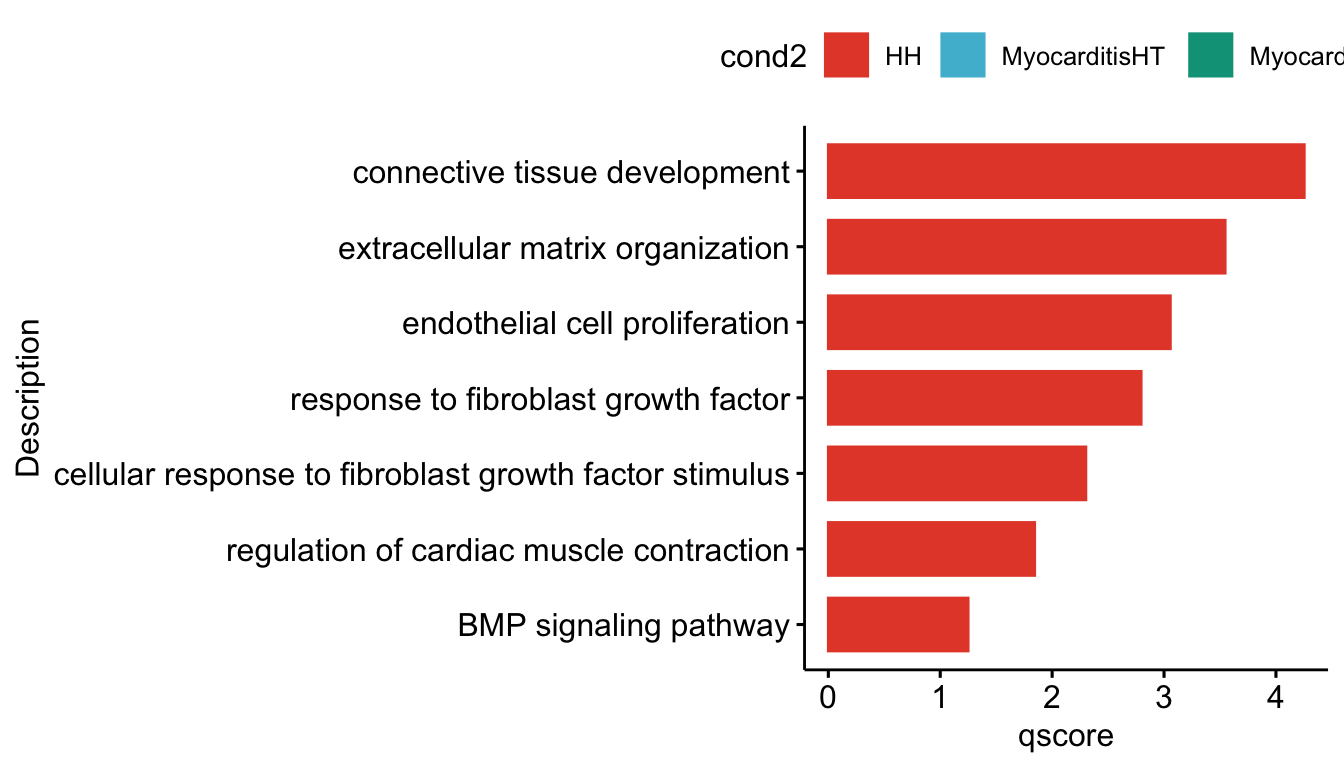 cond2 HH MyocarditisHT Myocard
connective tissue development
extracellular matrix organization
endothelial cell proliferation
response to fibroblast growth factor
cellular response to fibroblast growth factor stimulus
regulation of cardiac muscle contraction
BMP signaling pathway
Description
0 1 2 3 4
qscore